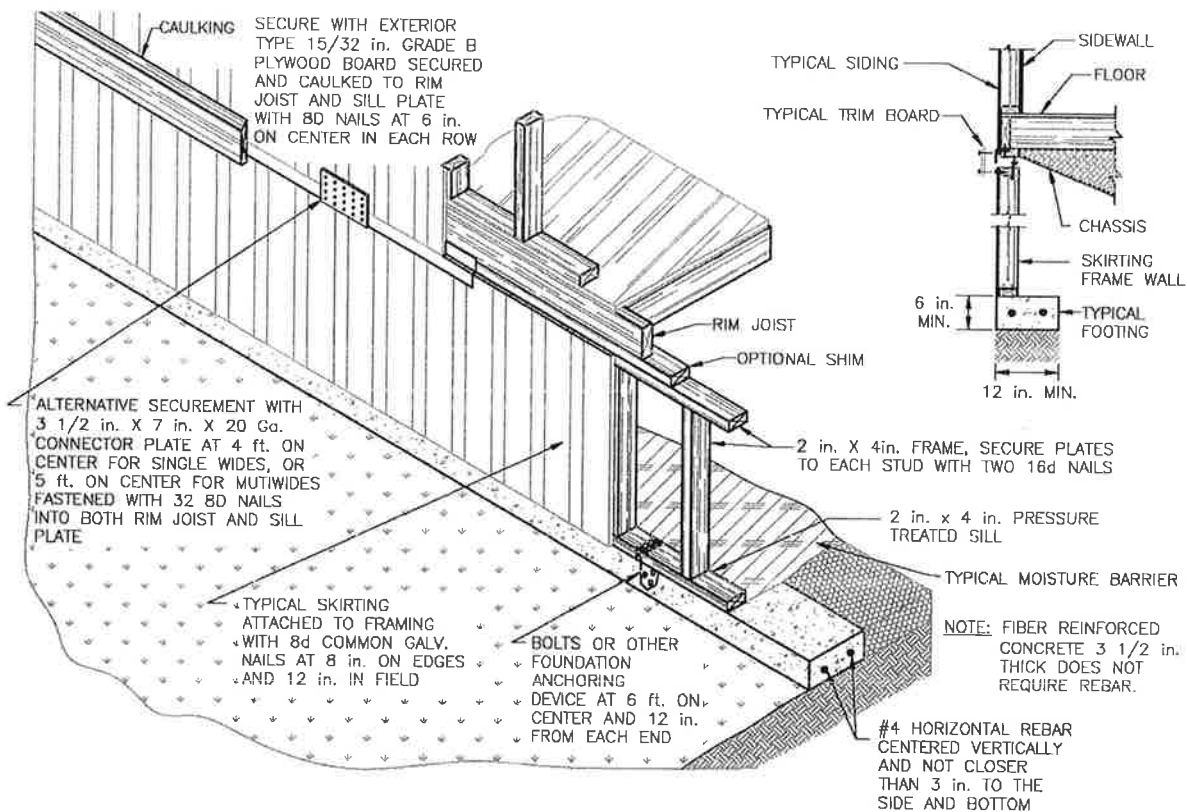 CAULKING
SECURE WITH EXTERIOR
TYPE 15/32 in. GRADE B
PLYWOOD BOARD SECURED
AND CAULKED TO RIM
JOIST AND SILL PLATE
WITH 8D NAILS AT 6 in.
ON CENTER IN EACH ROW
TYPICAL SIDING
TYPICAL TRIM BOARD
SIDEWALL
FLOOR
CHASSIS
SKIRTING
FRAME WALL
6 in.
MIN.
TYPICAL
FOOTING
12 in. MIN.
RIM JOIST
OPTIONAL SHIM
ALTERNATIVE SECUREMENT WITH
3 1/2 in. X 7 in. X 20 Ga.
CONNECTOR PLATE AT 4 ft. ON
CENTER FOR SINGLE WIDES, OR
5 ft. ON CENTER FOR MUTIWIDES
FASTENED WITH 32 8D NAILS
INTO BOTH RIM JOIST AND SILL
PLATE
2 in. X 4in. FRAME, SECURE PLATES
TO EACH STUD WITH TWO 16d NAILS
2 in. x 4 in. PRESSURE
TREATED SILL
TYPICAL MOISTURE BARRIER
TYPICAL SKIRTING
ATTACHED TO FRAMING
WITH 8d COMMON GALV.
NAILS AT 8 in. ON EDGES
AND 12 in. IN FIELD
BOLTS OR OTHER
FOUNDATION
ANCHORING
DEVICE AT 6 ft. ON
CENTER AND 12 in.
FROM EACH END
NOTE: FIBER REINFORCED
CONCRETE 3 1/2 in.
THICK DOES NOT
REQUIRE REBAR.
#4 HORIZONTAL REBAR
CENTERED VERTICALLY
AND NOT CLOSER
THAN 3 in. TO THE
SIDE AND BOTTOM